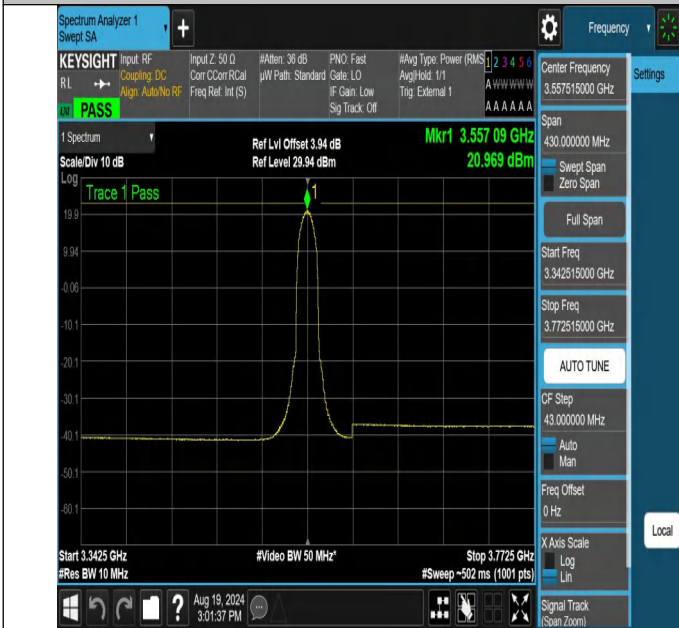 Spectrum Analyzer 1
Swept SA
+
Frequency
KEYSIGHT
RL
PASS
Input: RF
Coupling: DC
Align: Auto/No RF
Input Z: 50 Ω
Corr CCorr RCal
Freq Ref: Int (S)
#Atten: 36 dB
µW Path: Standard
PNO: Fast
Gate: LO
IF Gain: Low
Sig Track: Off
#Avg Type: Power (RMS
Avg|Hold: 1/1
Trig: External 1
1 2 3 4 5 6
A W W W W W
A A A A A A
1 Spectrum
Scale/Div 10 dB
Ref Lvl Offset 3.94 dB
Ref Level 29.94 dBm
Mkr1 3.557 09 GHz
20.969 dBm
Log
Trace 1 Pass
1
19.9
9.94
-0.06
-10.1
-20.1
-30.1
-40.1
-50.1
-60.1
Start 3.3425 GHz
#Res BW 10 MHz
#Video BW 50 MHz*
Stop 3.7725 GHz
#Sweep ~502 ms (1001 pts)
?
Aug 19, 2024
3:01:37 PM
Center Frequency
3.557515000 GHz
Settings
Span
430.000000 MHz
Swept Span
Zero Span
Full Span
Start Freq
3.342515000 GHz
Stop Freq
3.772515000 GHz
AUTO TUNE
CF Step
43.000000 MHz
Auto
Man
Freq Offset
0 Hz
Local
X Axis Scale
Log
Lin
Signal Track
(Span Zoom)